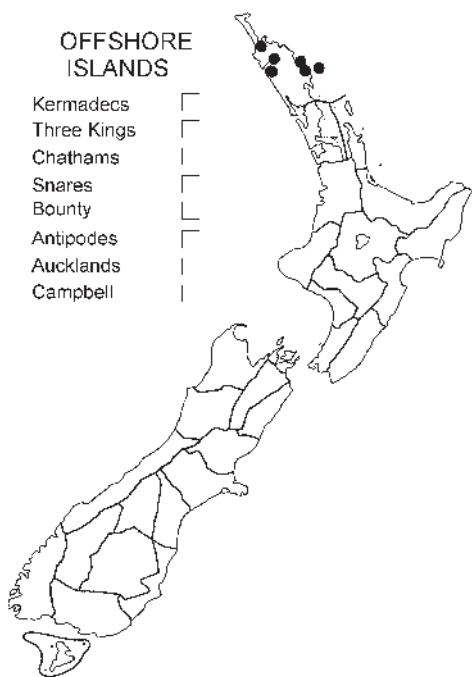 OFFSHORE
ISLANDS
Kermadecs
Three Kings
Chathams
Snares
Bounty
Antipodes
Aucklands
Campbell